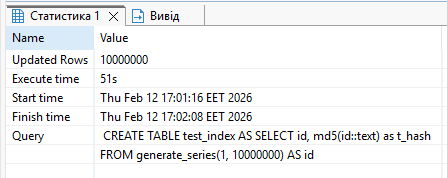 Статистика 1 Вивід
Name Value
Updated Rows 10000000
Execute time 51s
Start time Thu Feb 12 17:01:16 EET 2026
Finish time Thu Feb 12 17:02:08 EET 2026
Query CREATE TABLE test_index AS SELECT id, md5(id::text) as t_hash
FROM generate_series(1, 10000000) AS id